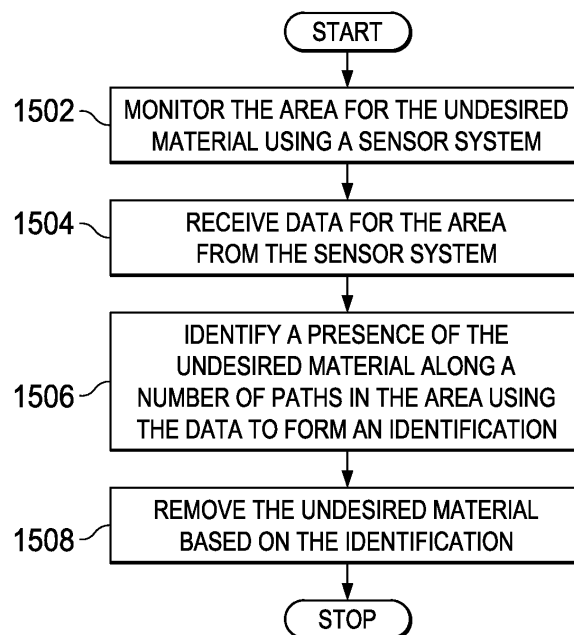 START
1502
MONITOR THE AREA FOR THE UNDESIRED
MATERIAL USING A SENSOR SYSTEM
1504
RECEIVE DATA FOR THE AREA
FROM THE SENSOR SYSTEM
1506
IDENTIFY A PRESENCE OF THE
UNDESIRED MATERIAL ALONG A
NUMBER OF PATHS IN THE AREA USING
THE DATA TO FORM AN IDENTIFICATION
1508
REMOVE THE UNDESIRED MATERIAL
BASED ON THE IDENTIFICATION
STOP